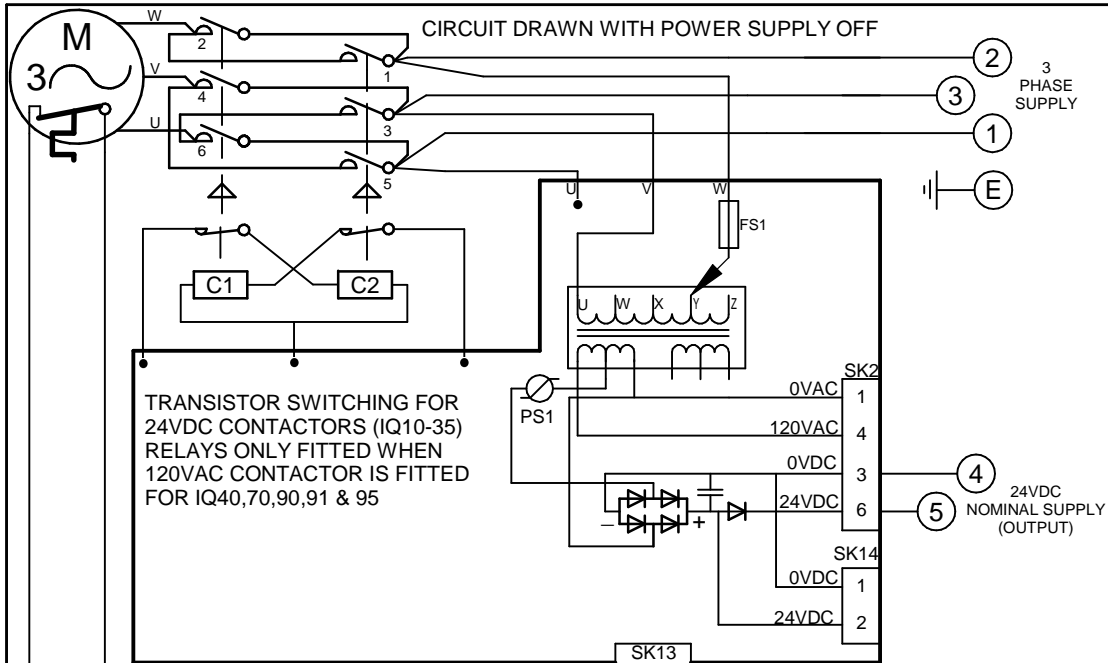 CIRCUIT DRAWN WITH POWER SUPPLY OFF
M
3
W
V
U
2
4
6
1
3
5
2
3
1
E
3
PHASE
SUPPLY
C1
C2
U
V
W
FS1
U
W
X
Y
Z
PS1
TRANSISTOR SWITCHING FOR
24VDC CONTACTORS (IQ10-35)
RELAYS ONLY FITTED WHEN
120VAC CONTACTOR IS FITTED
FOR IQ40,70,90,91 & 95
SK2
0VAC 1
120VAC 4
0VDC 3
24VDC 6
4
5
24VDC
NOMINAL SUPPLY
(OUTPUT)
– +
SK14
0VDC 1
24VDC 2
SK13